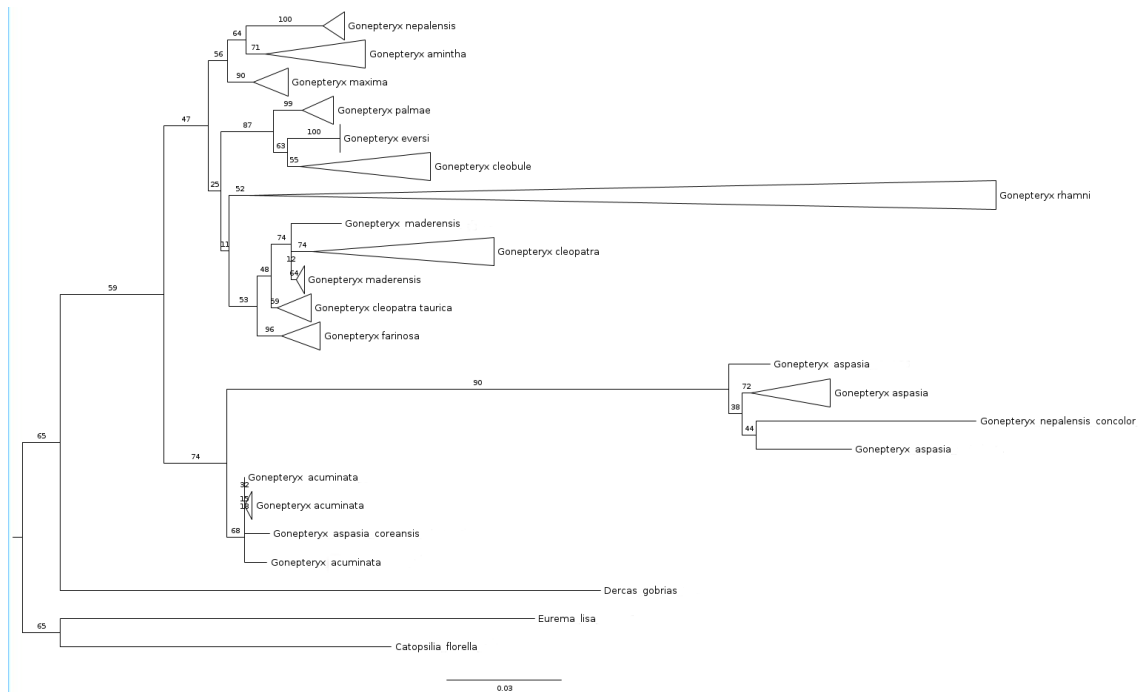 100
Gonepteryx nepalensis
64
71
Gonepteryx amintha
56
90
Gonepteryx maxima
99
Gonepteryx palmae
47
87
100
Gonepteryx eversi
63
55
Gonepteryx cleobule
25
52
Gonepteryx rhamni
Gonepteryx maderensis
74
74
Gonepteryx cleopatra
11
12
48
64
Gonepteryx maderensis
59
53
59
Gonepteryx cleopatra taurica
96
Gonepteryx farinosa
Gonepteryx aspasia
90
72
Gonepteryx aspasia
38
Gonepteryx nepalensis concolor
44
65
Gonepteryx aspasia
74
Gonepteryx acuminata
32
15
Gonepteryx acuminata
68
Gonepteryx aspasia coreansis
Gonepteryx acuminata
Dercas gobrias
Eurema lisa
65
Catopsilia florella
0.03